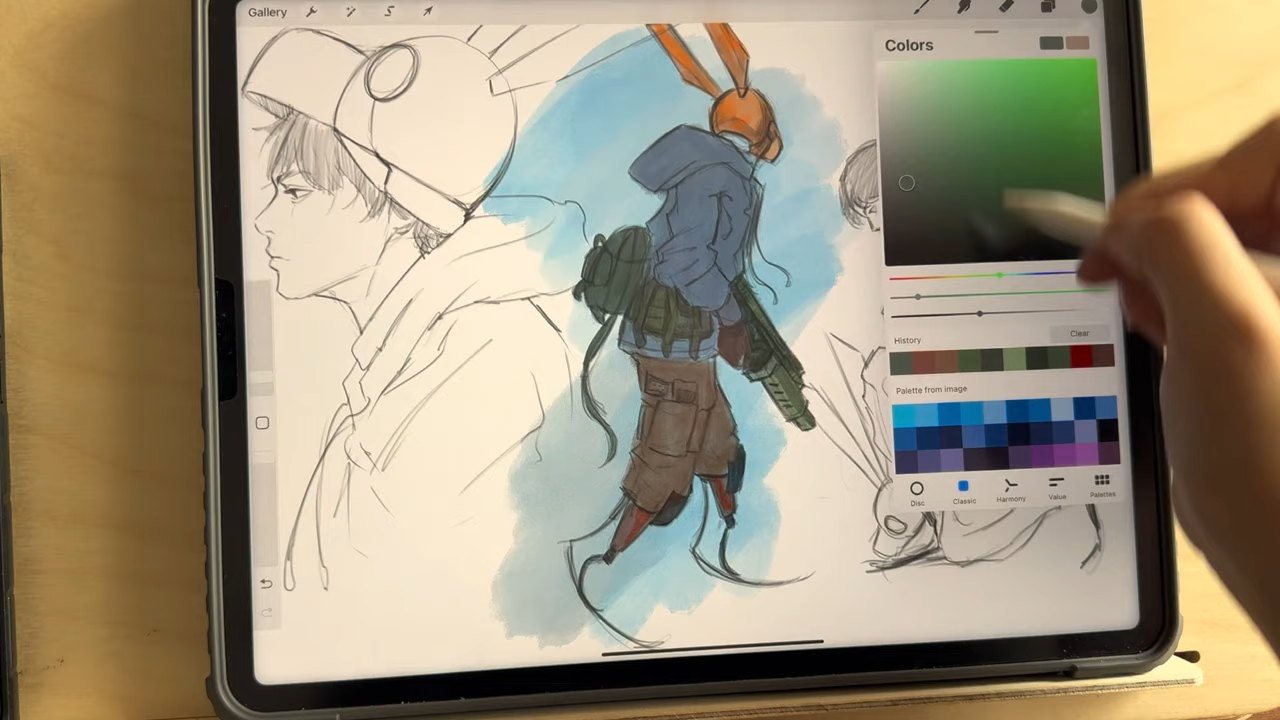 Gallery
Colors
Clear
History
Palette from image
Disc
Classic
Harmony
Value
Palettes